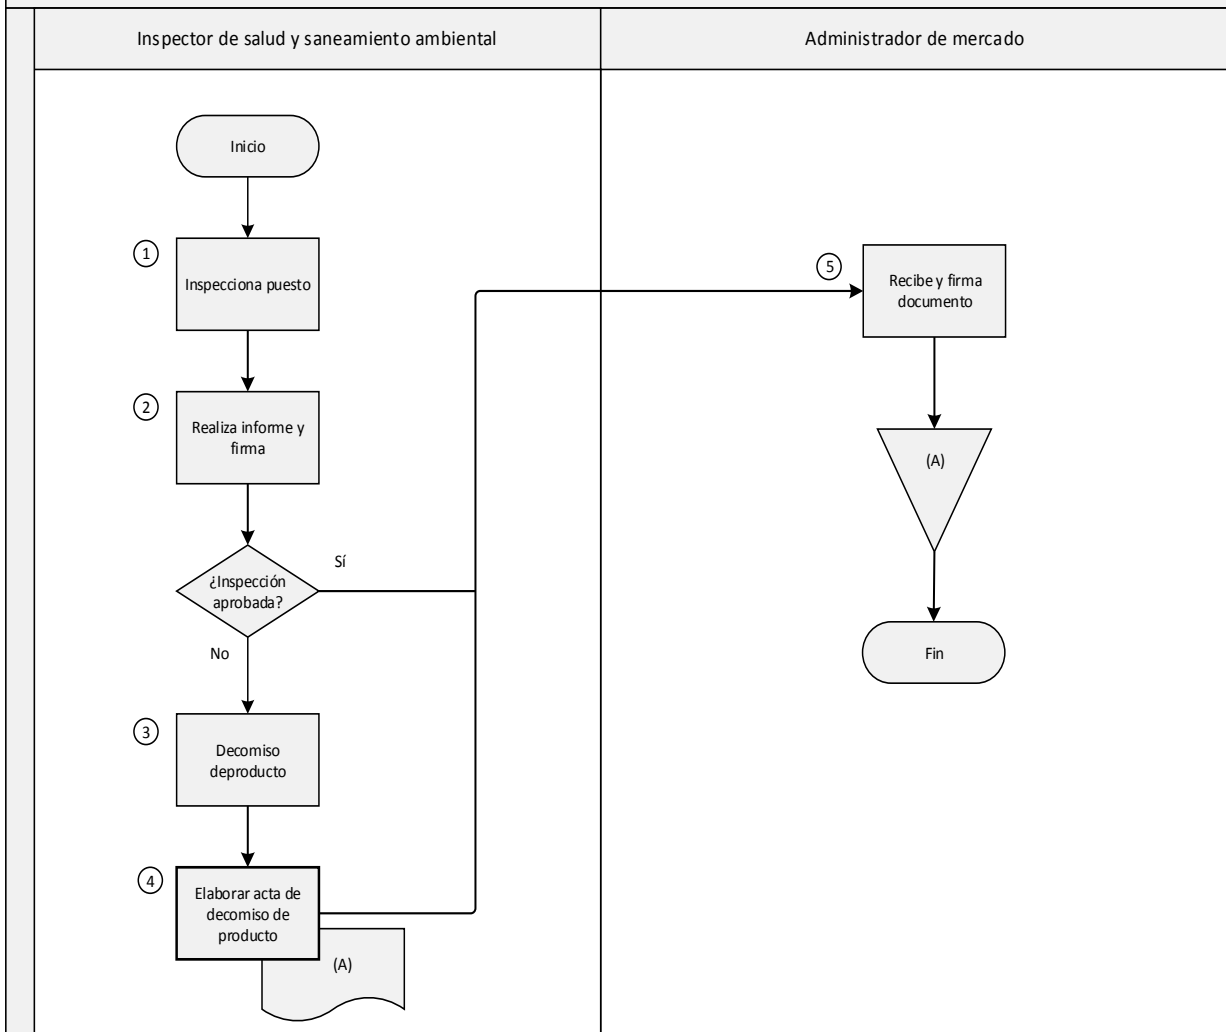 Inspector de salud y saneamiento ambiental
Administrador de mercado
Inicio
1
Inspecciona puesto
2
Realiza informe y
firma
¿Inspección
aprobada?
Sí
No
3
Decomiso
deproducto
4
Elaborar acta de
decomiso de
producto
(A)
5
Recibe y firma
documento
(A)
Fin